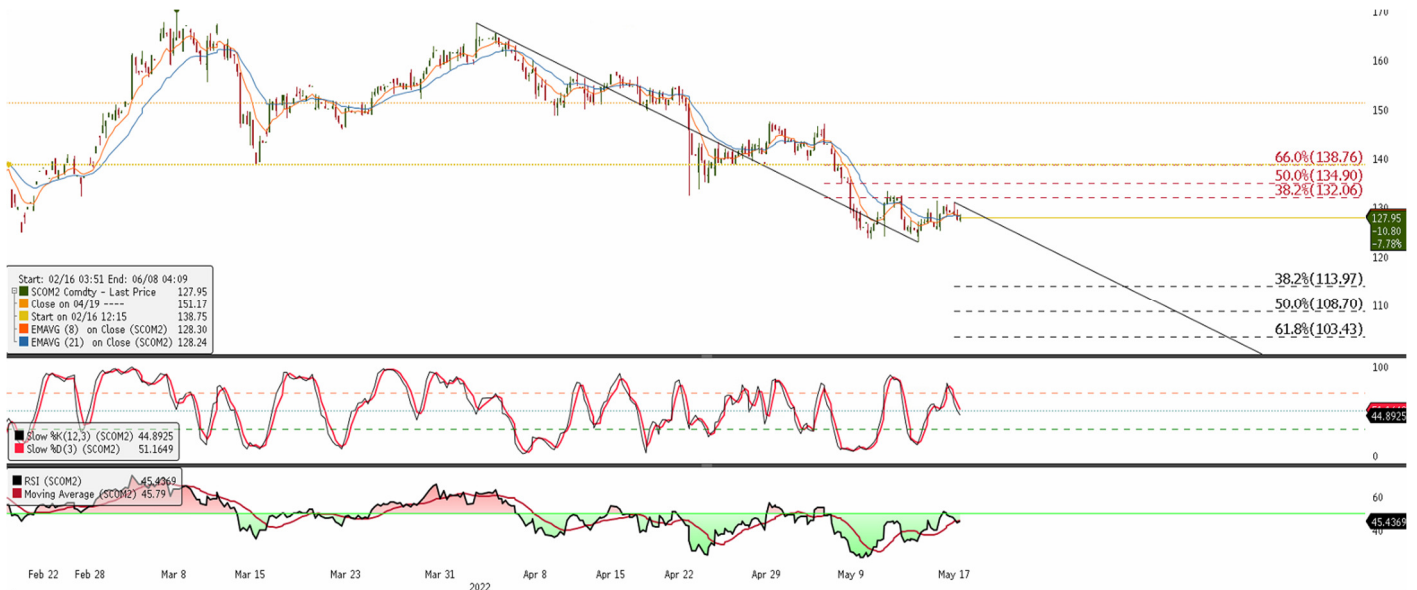 170
160
150
140
130
120
110
66.0%(138.76)
50.0%(134.90)
38.2%(132.06)
127.95
-10.80
-7.78%
38.2%(113.97)
50.0%(108.70)
61.8%(103.43)
Start: 02/16 03:51 End: 06/08 04:09
SCOM2 Comdty - Last Price 127.95
Close on 04/19 ---- 151.17
Start on 02/16 12:15 138.75
EMAVG (8) on Close (SCOM2) 128.30
EMAVG (21) on Close (SCOM2) 128.24
100
44.8925
0
Slow %K(12,3) (SCOM2) 44.8925
Slow %D(3) (SCOM2) 51.1649
RSI (SCOM2) 45.4369
Moving Average (SCOM2) 45.79
60
45.4369
40
Feb 22 Feb 28 Mar 8 Mar 15 Mar 23 Mar 31 Apr 8 Apr 15 Apr 22 Apr 29 May 9 May 17
2022